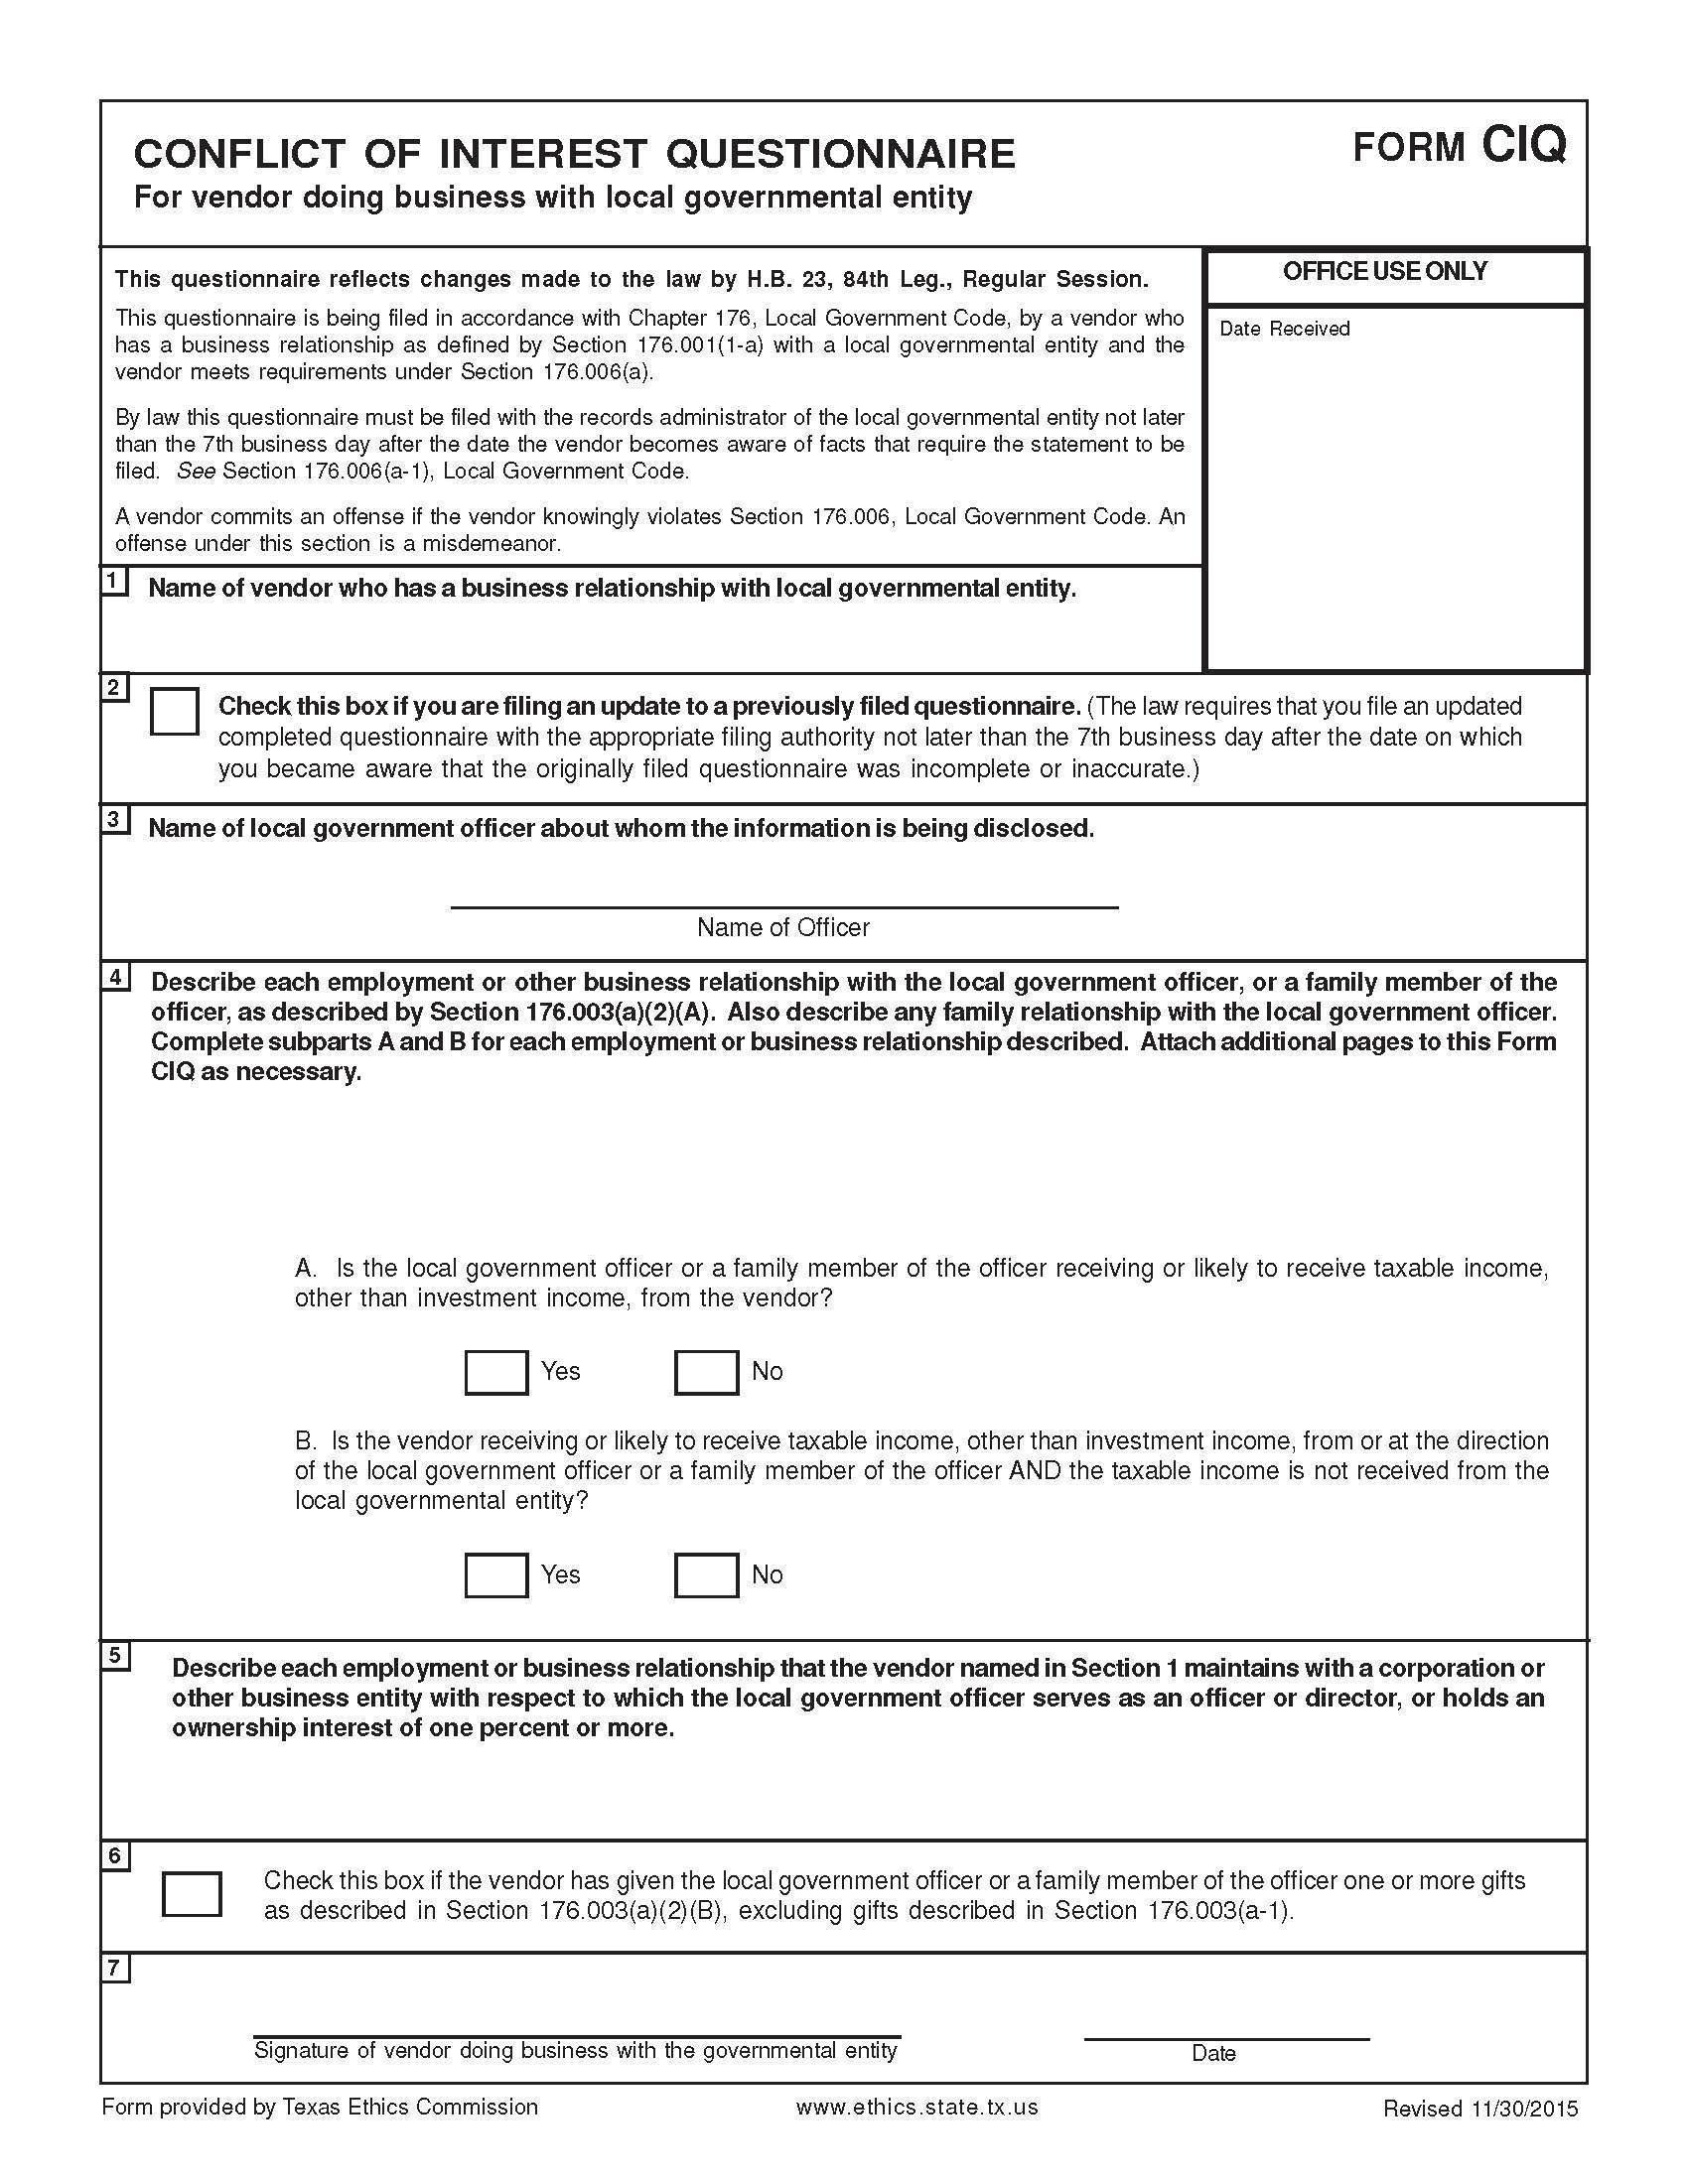 CONFLICT OF INTEREST QUESTIONNAIRE
FORM CIQ
For vendor doing business with local governmental entity
This questionnaire reflects changes made to the law by H.B. 23, 84th Leg., Regular Session.
OFFICE USE ONLY
This questionnaire is being filed in accordance with Chapter 176, Local Government Code, by a vendor who
has a business relationship as defined by Section 176.001(1-a) with a local governmental entity and the
vendor meets requirements under Section 176.006(a).
Date Received
By law this questionnaire must be filed with the records administrator of the local governmental entity not later
than the 7th business day after the date the vendor becomes aware of facts that require the statement to be
filed. See Section 176.006(a-1), Local Government Code.
A vendor commits an offense if the vendor knowingly violates Section 176.006, Local Government Code. An
offense under this section is a misdemeanor.
1 Name of vendor who has a business relationship with local governmental entity.
2
Check this box if you are filing an update to a previously filed questionnaire. (The law requires that you file an updated
completed questionnaire with the appropriate filing authority not later than the 7th business day after the date on which
you became aware that the originally filed questionnaire was incomplete or inaccurate.)
3 Name of local government officer about whom the information is being disclosed.
Name of Officer
4 Describe each employment or other business relationship with the local government officer, or a family member of the
officer, as described by Section 176.003(a)(2)(A). Also describe any family relationship with the local government officer.
Complete subparts A and B for each employment or business relationship described. Attach additional pages to this Form
CIQ as necessary.
A. Is the local government officer or a family member of the officer receiving or likely to receive taxable income,
other than investment income, from the vendor?
Yes No
B. Is the vendor receiving or likely to receive taxable income, other than investment income, from or at the direction
of the local government officer or a family member of the officer AND the taxable income is not received from the
local governmental entity?
Yes No
5
Describe each employment or business relationship that the vendor named in Section 1 maintains with a corporation or
other business entity with respect to which the local government officer serves as an officer or director, or holds an
ownership interest of one percent or more.
6
Check this box if the vendor has given the local government officer or a family member of the officer one or more gifts
as described in Section 176.003(a)(2)(B), excluding gifts described in Section 176.003(a-1).
7
Signature of vendor doing business with the governmental entity
Date
Form provided by Texas Ethics Commission www.ethics.state.tx.us Revised 11/30/2015